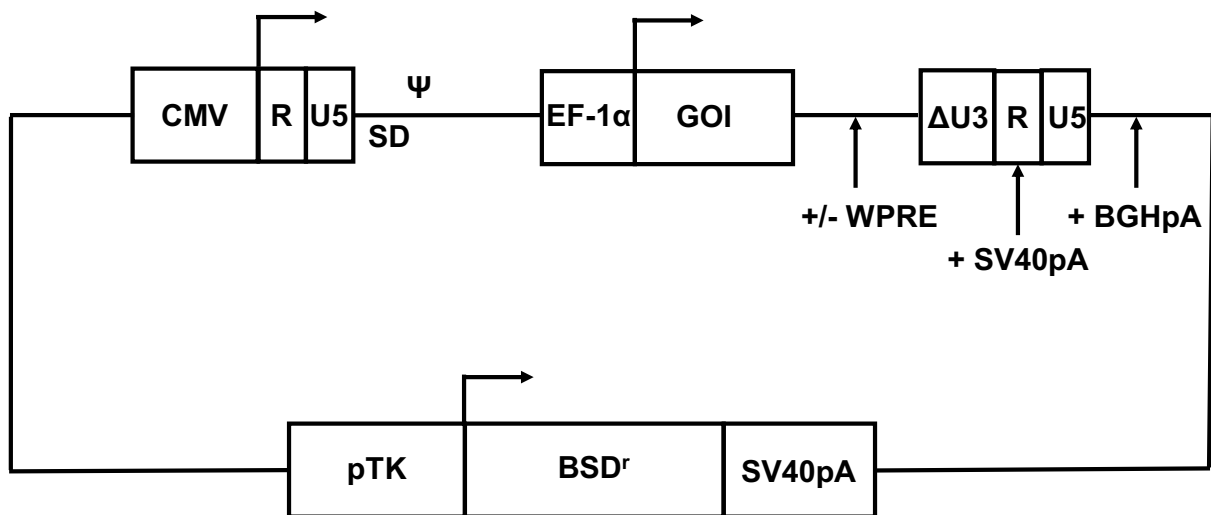 CMV R U5 Ψ SD EF-1α GOI ΔU3 R U5
+/- WPRE
+ SV40pA
+ BGHpA
pTK BSDʳ SV40pA